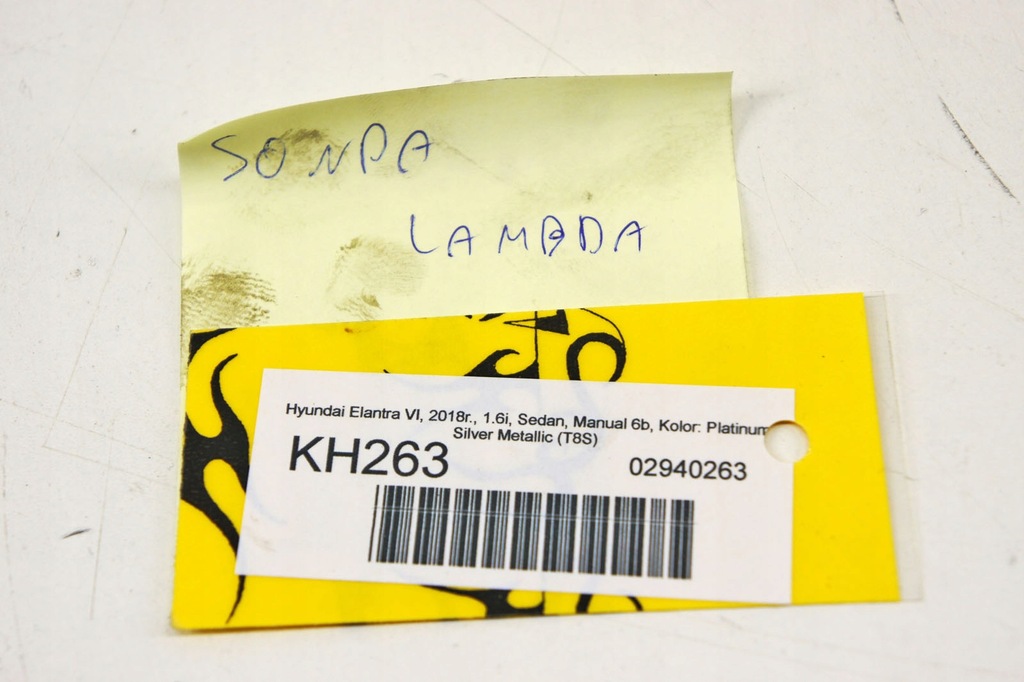 SONDA
LAMBDA
Hyundai Elantra VI, 2018r., 1.6i, Sedan, Manual 6b, Kolor: Platinum
Silver Metallic (T8S)
KH263
02940263